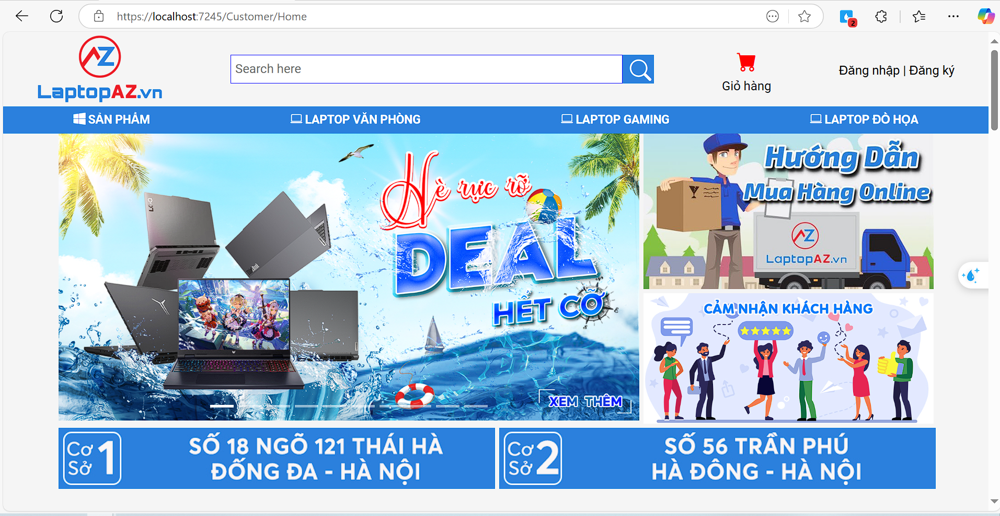 https://localhost:7245/Customer/Home
2
AZ
LaptopAZ.vn
Search here
Giỏ hàng
Đăng nhập | Đăng ký
SẢN PHẨM
LAPTOP VĂN PHÒNG
LAPTOP GAMING
LAPTOP ĐỒ HỌA
Hè rực rỡ
DEAL
HẾT CỠ
XEM THÊM
Hướng Dẫn
Mua Hàng Online
AZ
LaptopAZ.vn
CẢM NHẬN KHÁCH HÀNG
Cơ Sở 1
SỐ 18 NGÕ 121 THÁI HÀ
ĐỐNG ĐA - HÀ NỘI
Cơ Sở 2
SỐ 56 TRẦN PHÚ
HÀ ĐÔNG - HÀ NỘI